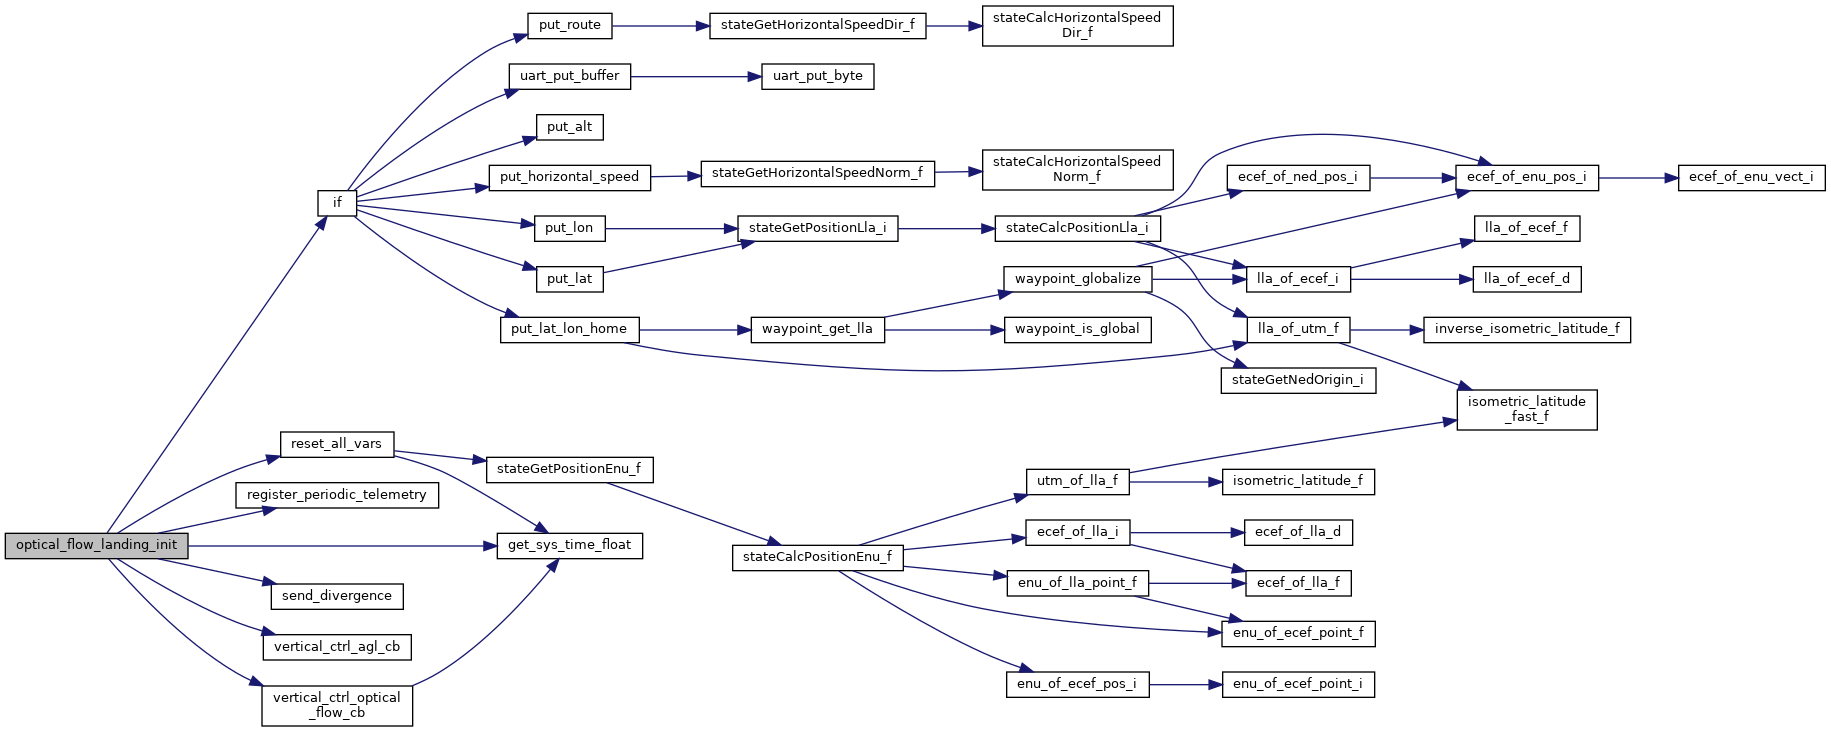 put_route
stateGetHorizontalSpeedDir_f
stateCalcHorizontalSpeed
Dir_f
uart_put_buffer
uart_put_byte
put_alt
put_horizontal_speed
stateGetHorizontalSpeedNorm_f
stateCalcHorizontalSpeed
Norm_f
ecef_of_ned_pos_i
ecef_of_enu_pos_i
ecef_of_enu_vect_i
if
put_lon
stateGetPositionLla_i
stateCalcPositionLla_i
lla_of_ecef_f
put_lat
waypoint_globalize
lla_of_ecef_i
lla_of_ecef_d
put_lat_lon_home
waypoint_get_lla
waypoint_is_global
lla_of_utm_f
inverse_isometric_latitude_f
stateGetNedOrigin_i
isometric_latitude
_fast_f
reset_all_vars
stateGetPositionEnu_f
utm_of_lla_f
isometric_latitude_f
register_periodic_telemetry
optical_flow_landing_init
get_sys_time_float
stateCalcPositionEnu_f
ecef_of_lla_i
ecef_of_lla_d
send_divergence
enu_of_lla_point_f
ecef_of_lla_f
vertical_ctrl_agl_cb
enu_of_ecef_point_f
vertical_ctrl_optical
_flow_cb
enu_of_ecef_pos_i
enu_of_ecef_point_i